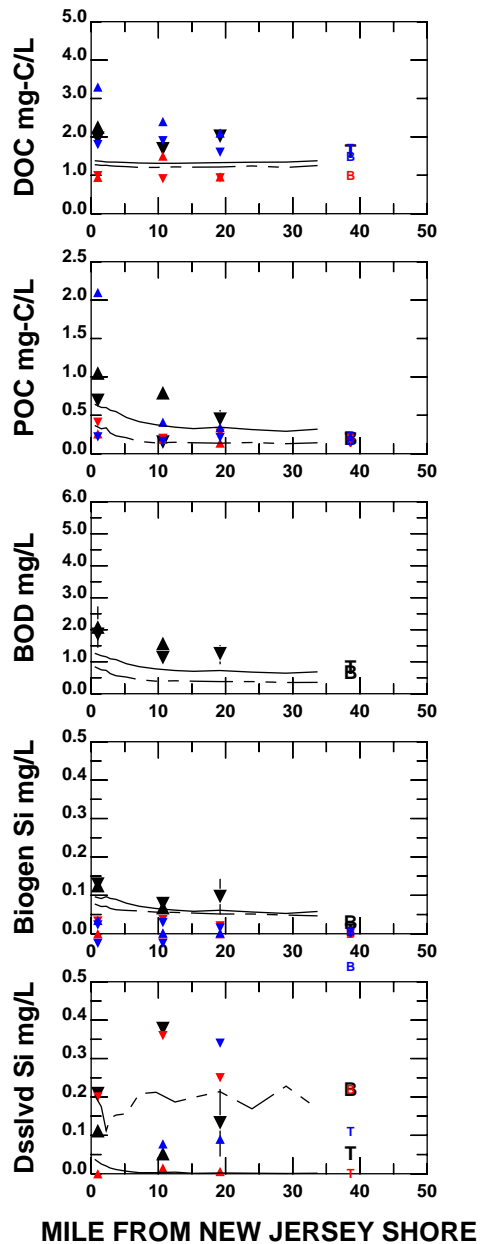 DOC mg-C/L
5.0
4.0
3.0
2.0
1.0
0.0
T
B
B
0 10 20 30 40 50
POC mg-C/L
2.5
2.0
1.5
1.0
0.5
0.0
B
0 10 20 30 40 50
BOD mg/L
6.0
5.0
4.0
3.0
2.0
1.0
0.0
T
B
0 10 20 30 40 50
Biogen Si mg/L
0.5
0.4
0.3
0.2
0.1
0.0
B
B
0 10 20 30 40 50
Dsslvd Si mg/L
0.5
0.4
0.3
0.2
0.1
0.0
B
T
T
T
0 10 20 30 40 50
MILE FROM NEW JERSEY SHORE